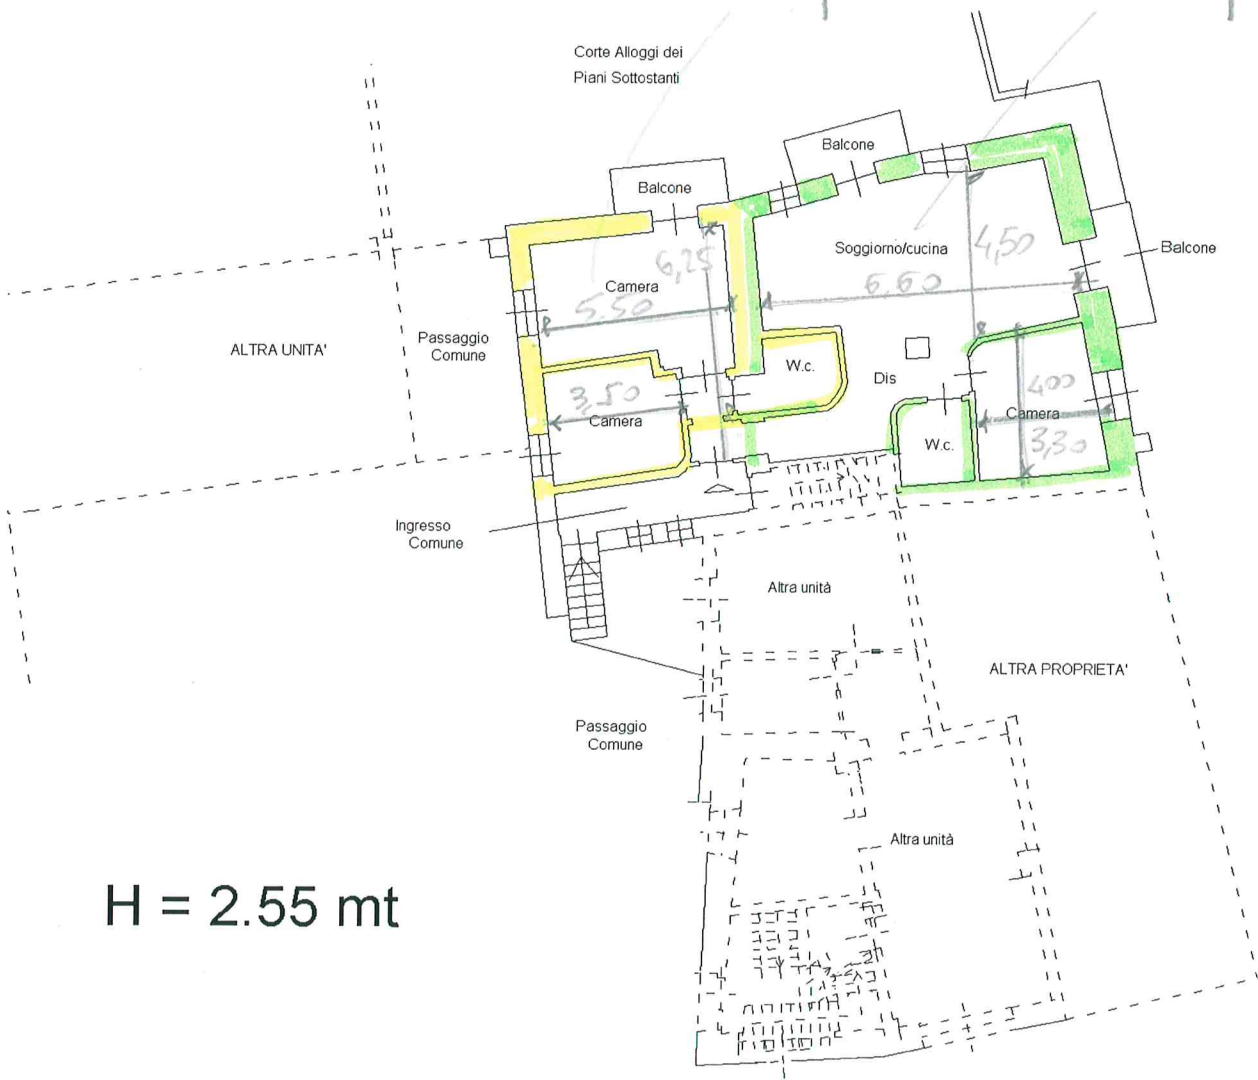 Corte Alloggi dei
Piani Sottostanti
Balcone
Balcone
Soggiorno/cucina
4,50
Balcone
6,25
Camera
6.60
5.50
Passaggio
Comune
ALTRA UNITA'
W.c.
Dis
3,50
400
Camera
Camera
W.c.
3,30
Ingresso
Comune
Altra unità
ALTRA PROPRIETA'
Passaggio
Comune
Altra unità
H = 2.55 mt